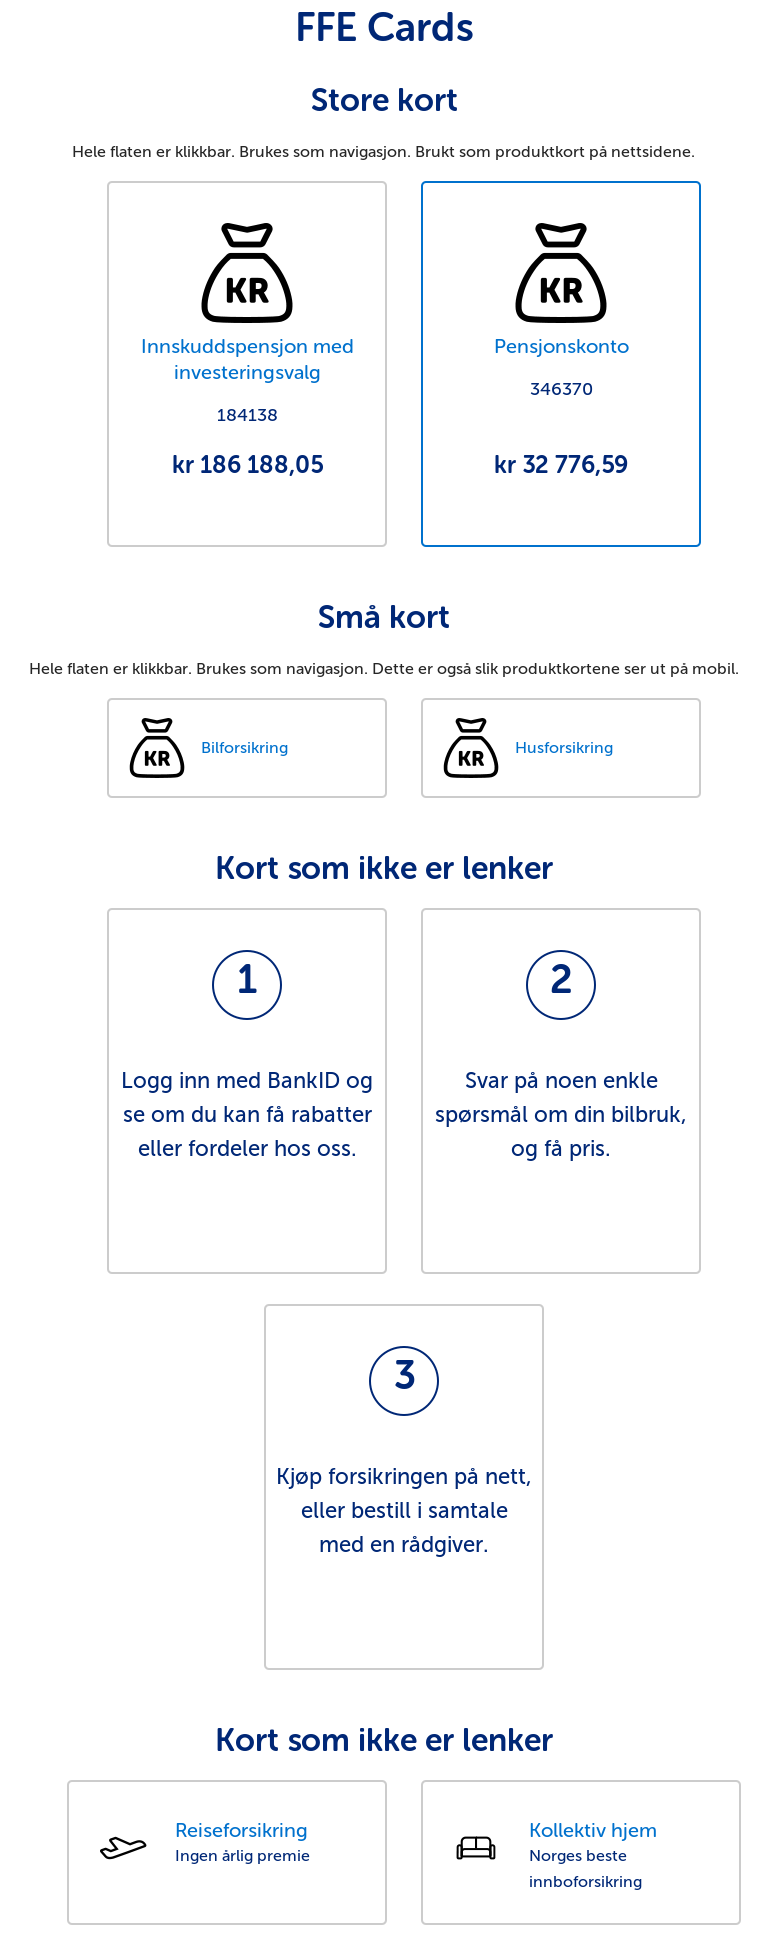 FFE Cards
Store kort
Hele flaten er klikkbar. Brukes som navigasjon. Brukt som produktkort på nettsidene.
KR
Innskuddspensjon med
investeringsvalg
184138
kr 186 188,05
KR
Pensjonskonto
346370
kr 32 776,59
Små kort
Hele flaten er klikkbar. Brukes som navigasjon. Dette er også slik produktkortene ser ut på mobil.
KR
Bilforsikring
KR
Husforsikring
Kort som ikke er lenker
1
Logg inn med BankID og
se om du kan få rabatter
eller fordeler hos oss.
2
Svar på noen enkle
spørsmål om din bilbruk,
og få pris.
3
Kjøp forsikringen på nett,
eller bestill i samtale
med en rådgiver.
Kort som ikke er lenker
Reiseforsikring
Ingen årlig premie
Kollektiv hjem
Norges beste
innboforsikring